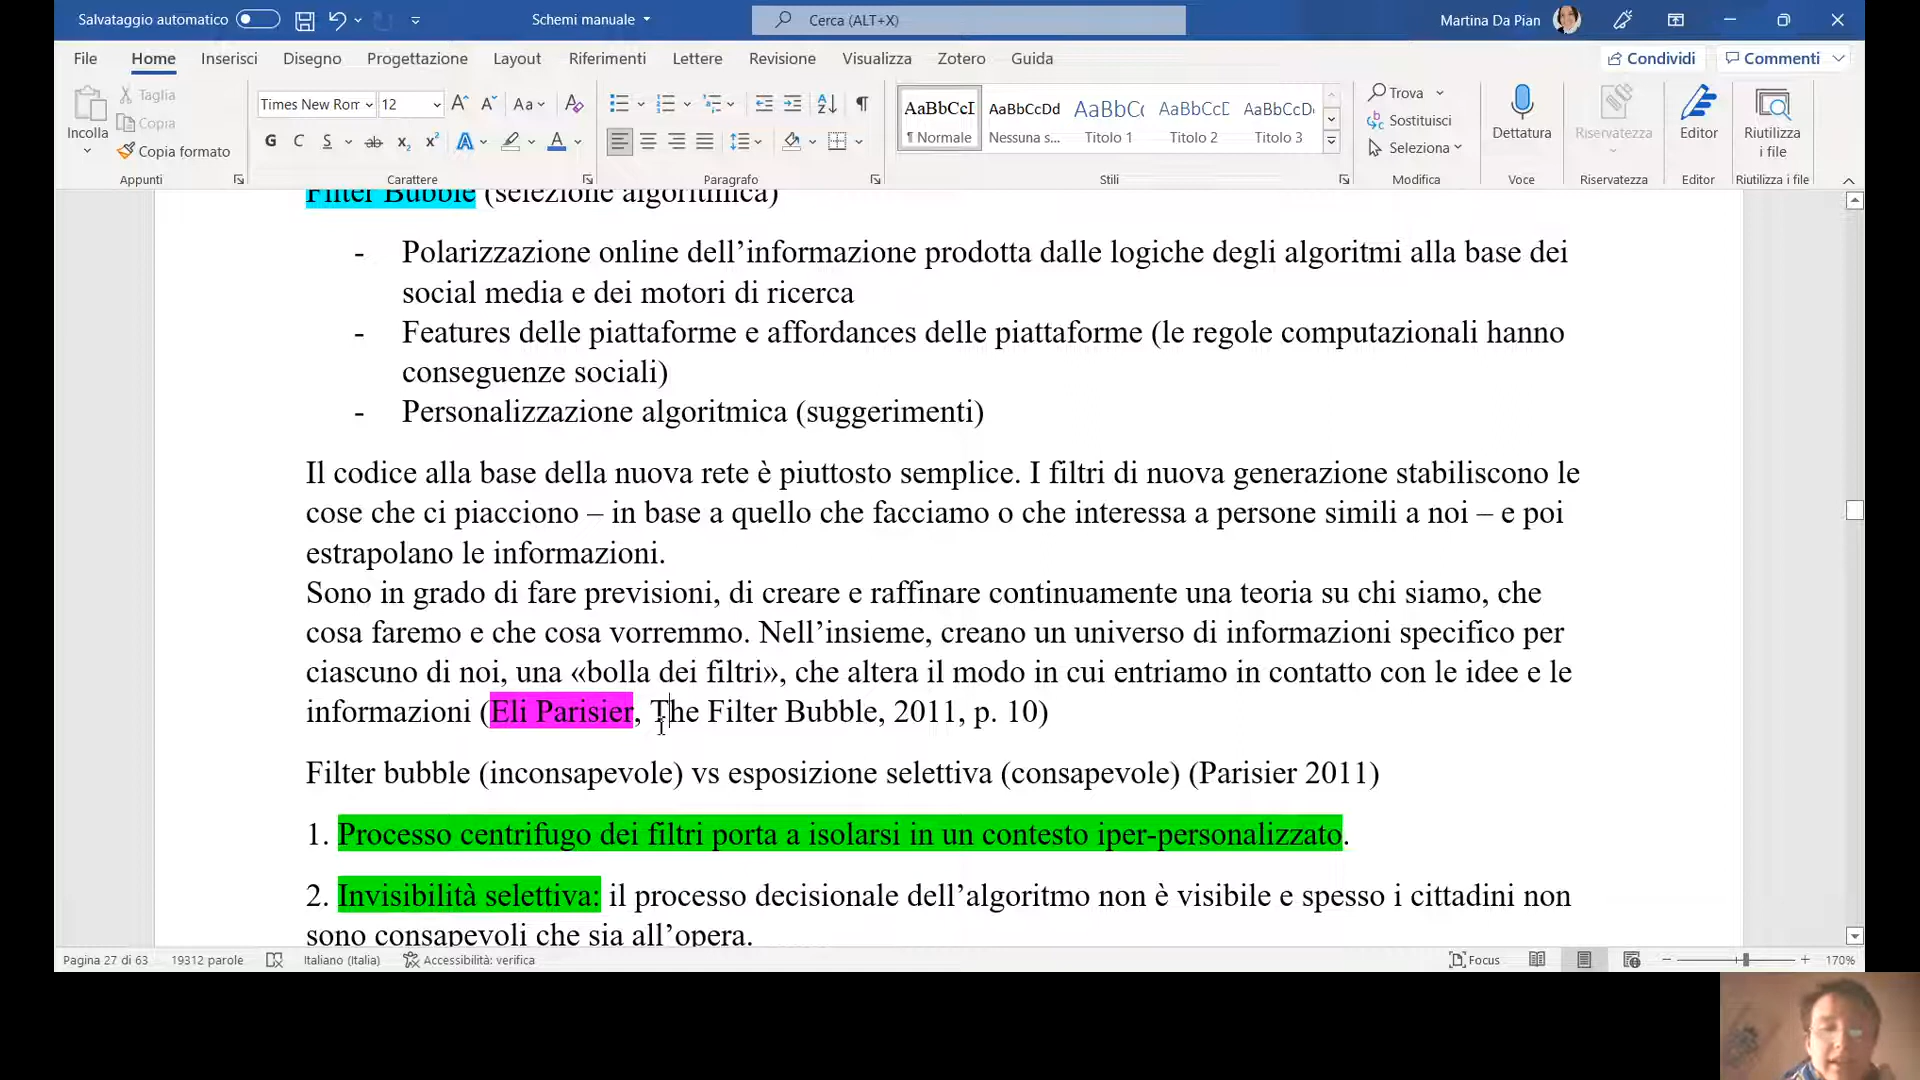 Salvataggio automatico
Schemi manuale
Cerca (ALT+X)
Martina Da Pian
File Home Inserisci Disegno Progettazione Layout Riferimenti Lettere Revisione Visualizza Zotero Guida
Condividi
Commenti
Incolla
Taglia
Copia
Copia formato
Appunti
Times New Ron
12
Aa
G C S ab x₂ x²
Carattere
Paragrafo
AaBbCcI
¶ Normale
AaBbCcDd
Nessuna s...
AaBbC(
Titolo 1
AaBbCcD
Titolo 2
AaBbCcD
Titolo 3
Stili
Trova
Sostituisci
Seleziona
Modifica
Dettatura
Voce
Riservatezza
Riservatezza
Editor
Editor
Riutilizza
i file
Riutilizza i file
Filter Bubble (selezione algoritmica)
- Polarizzazione online dell’informazione prodotta dalle logiche degli algoritmi alla base dei
social media e dei motori di ricerca
- Features delle piattaforme e affordances delle piattaforme (le regole computazionali hanno
conseguenze sociali)
- Personalizzazione algoritmica (suggerimenti)
Il codice alla base della nuova rete è piuttosto semplice. I filtri di nuova generazione stabiliscono le
cose che ci piacciono – in base a quello che facciamo o che interessa a persone simili a noi – e poi
estrapolano le informazioni.
Sono in grado di fare previsioni, di creare e raffinare continuamente una teoria su chi siamo, che
cosa faremo e che cosa vorremmo. Nell’insieme, creano un universo di informazioni specifico per
ciascuno di noi, una «bolla dei filtri», che altera il modo in cui entriamo in contatto con le idee e le
informazioni (Eli Parisier, The Filter Bubble, 2011, p. 10)
Filter bubble (inconsapevole) vs esposizione selettiva (consapevole) (Parisier 2011)
1. Processo centrifugo dei filtri porta a isolarsi in un contesto iper-personalizzato.
2. Invisibilità selettiva: il processo decisionale dell’algoritmo non è visibile e spesso i cittadini non
sono consapevoli che sia all’opera.
Pagina 27 di 63
19312 parole
Italiano (Italia)
Accessibilità: verifica
Focus
170%